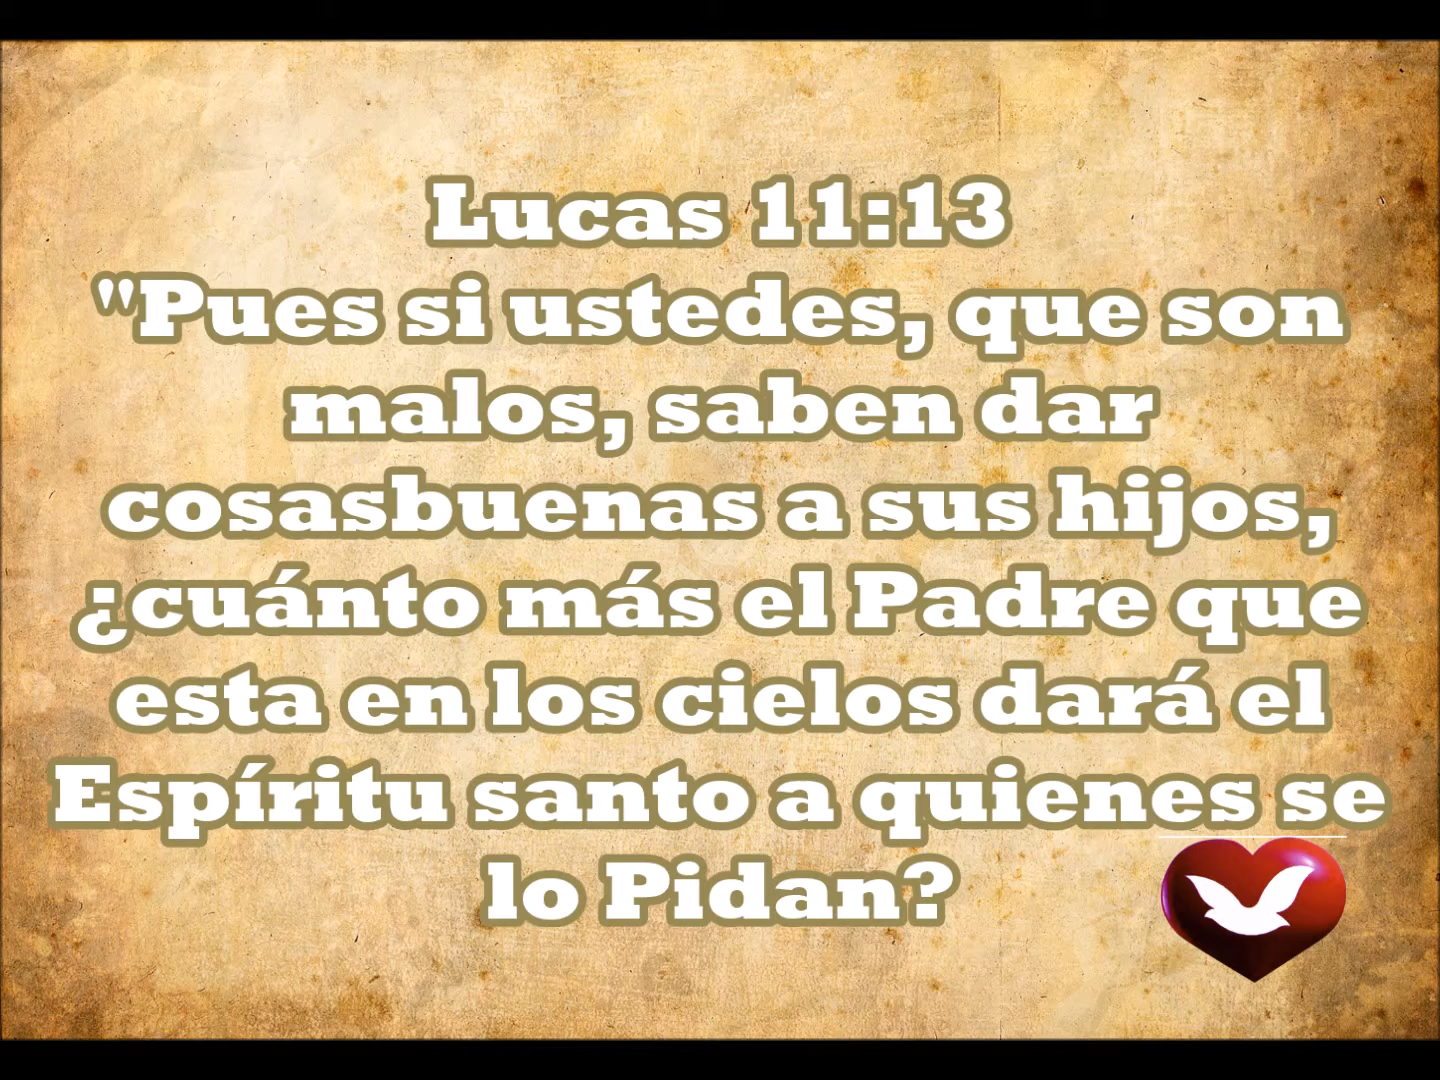 Lucas 11:13
"Pues si ustedes, que son
malos, saben dar
cosasbuenas a sus hijos,
¿cuánto más el Padre que
esta en los cielos dará el
Espíritu santo a quienes se
lo Pidan?